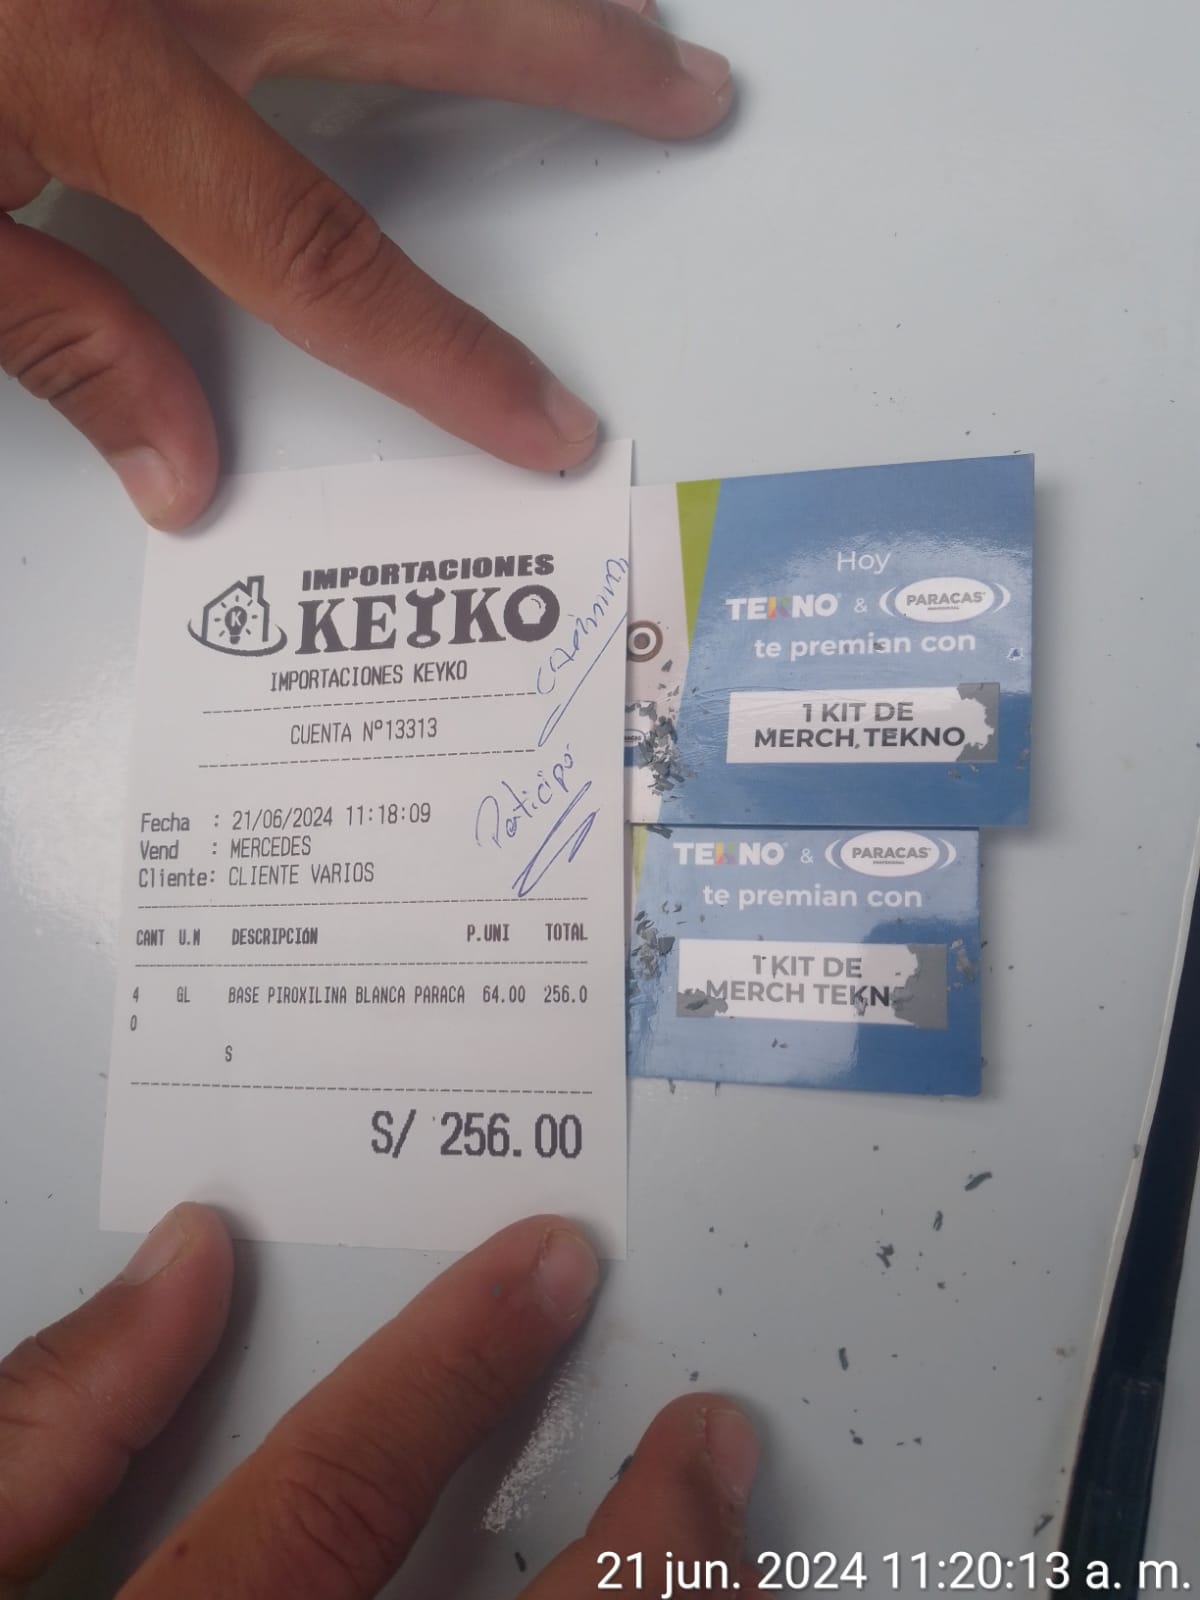 IMPORTACIONES
KEYKO
IMPORTACIONES KEYKO
CUENTA Nº13313
Participó
Fecha : 21/06/2024 11:18:09
Vend : MERCEDES
Cliente: CLIENTE VARIOS
CANT U.M DESCRIPCIÓN P.UNI TOTAL
4 GL BASE PIROXILINA BLANCA PARACA 64.00 256.0
0
S
S/ 256.00
Hoy
TEKNO & PARACAS
te premian con
1 KIT DE
MERCH TEKNO
TEKNO & PARACAS
te premian con
1 KIT DE
MERCH TEKN
21 jun. 2024 11:20:13 a. m.